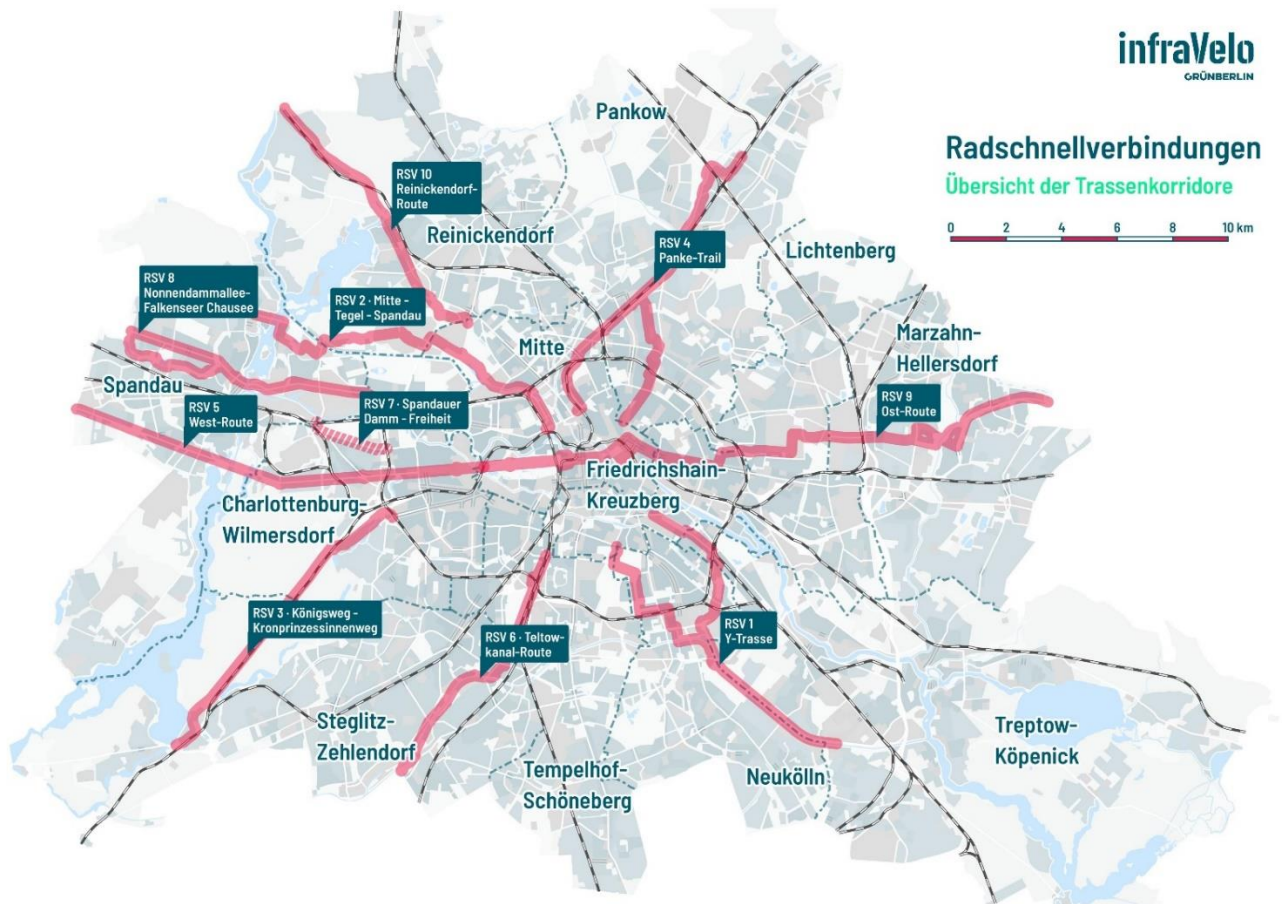 infraVelo
GRÜNBERLIN
Radschnellverbindungen
Übersicht der Trassenkorridore
0 2 4 6 8 10 km
Pankow
RSV 10
Reinickendorf-
Route
Reinickendorf
RSV 4
Panke-Trail
Lichtenberg
RSV 8
Nonnendammallee-
Falkenseer Chausee
RSV 2 · Mitte -
Tegel - Spandau
Mitte
Marzahn-
Hellersdorf
Spandau
RSV 5
West-Route
RSV 7 · Spandauer
Damm - Freiheit
RSV 9
Ost-Route
Friedrichshain-
Kreuzberg
Charlottenburg-
Wilmersdorf
RSV 3 · Königsweg -
Kronprinzessinnenweg
RSV 6 · Teltow-
kanal-Route
RSV 1
Y-Trasse
Steglitz-
Zehlendorf
Tempelhof-
Schöneberg
Neukölln
Treptow-
Köpenick